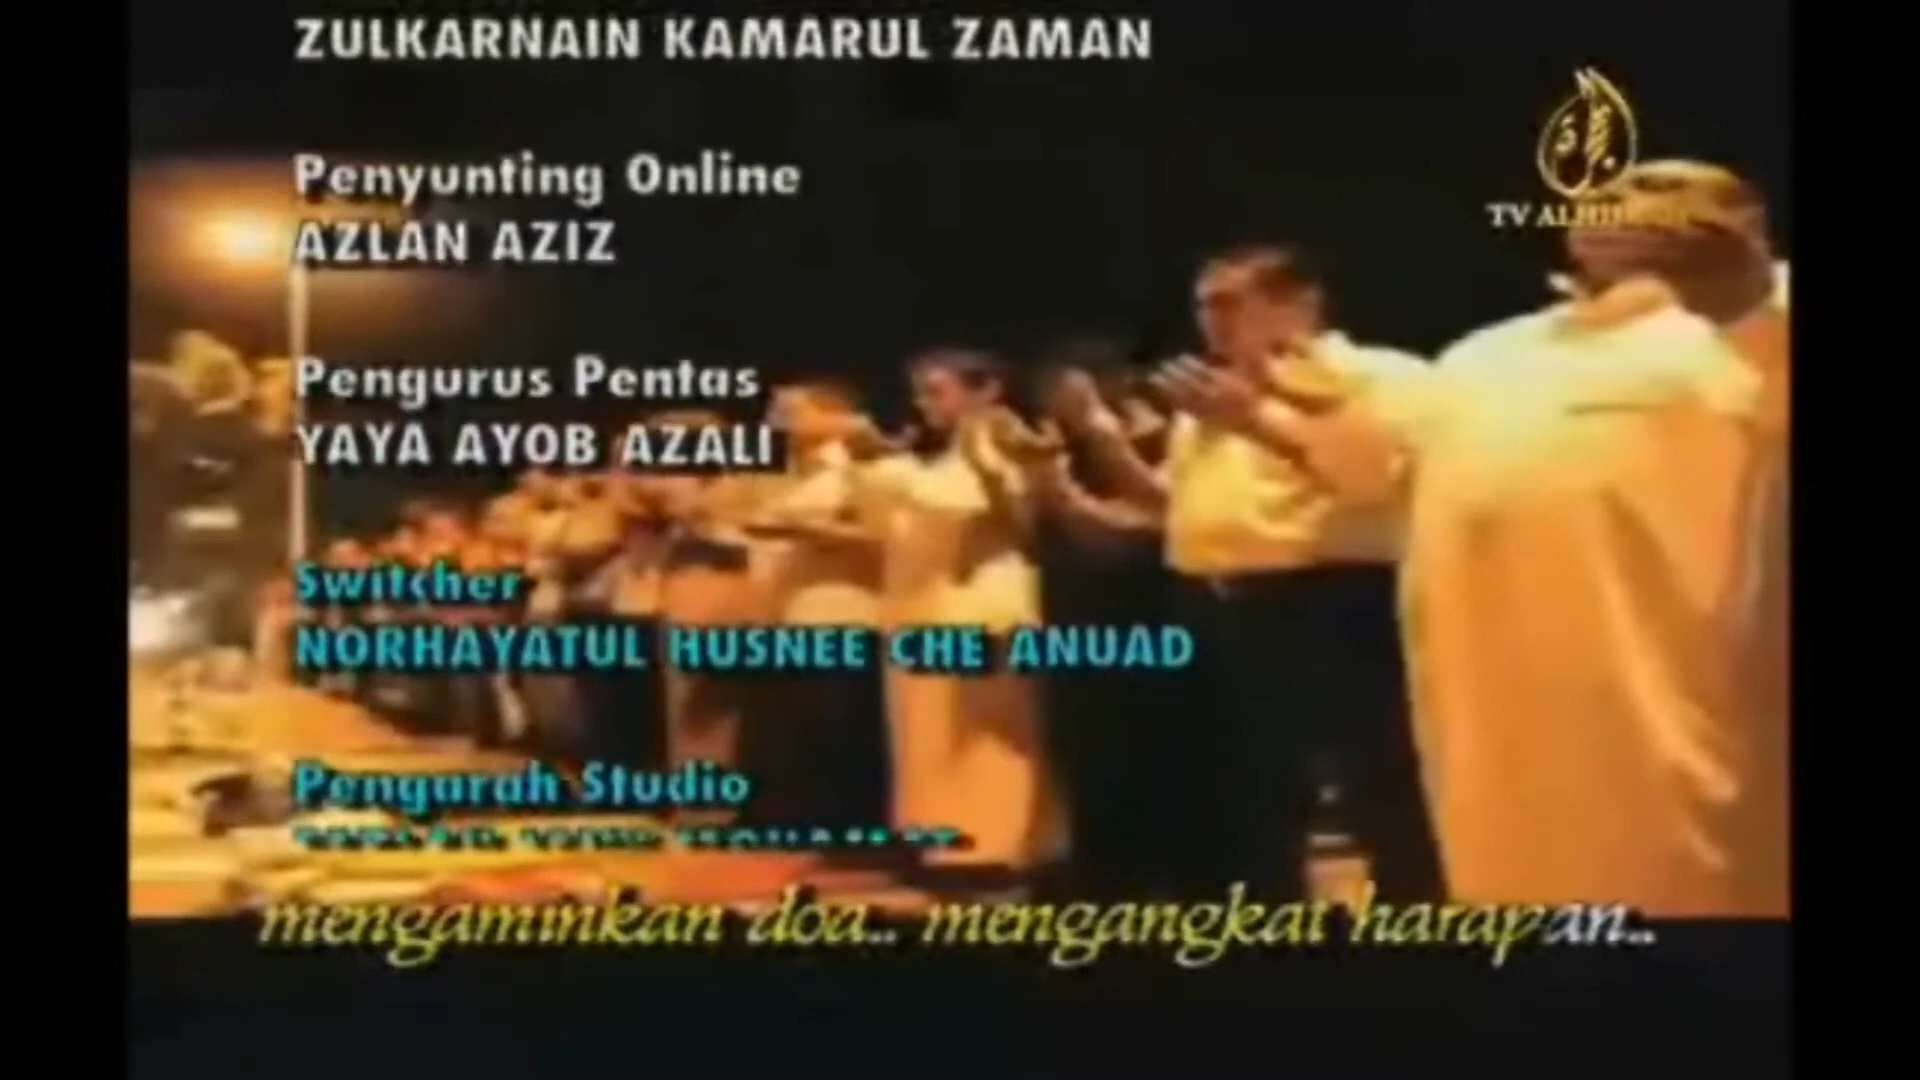 ZULKARNAIN KAMARUL ZAMAN
TV
Penyunting Online
AZLAN AZIZ
Pengurus Pentas
YAYA AYOB AZALI
Switcher
NORHAYATUL HUSNEE CHE ANUAD
Pengarah Studio
mengaminkan doa.. mengangkat harapan..